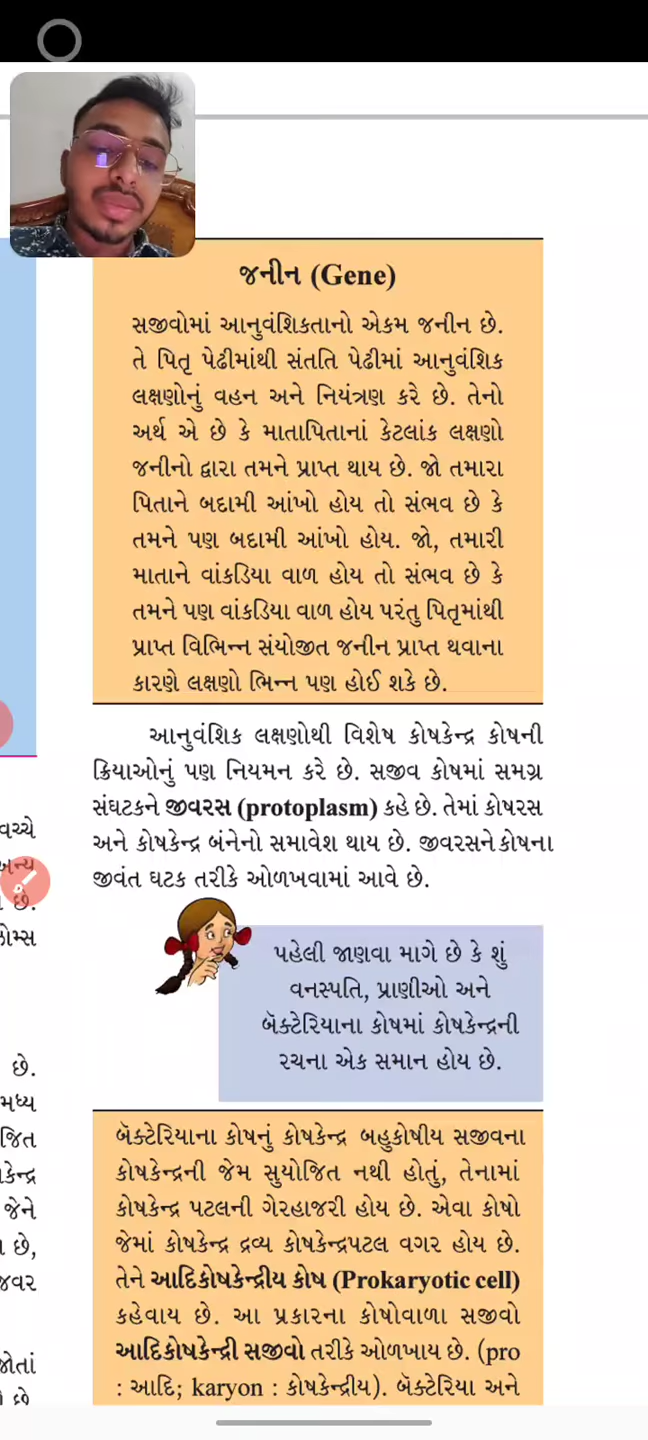 જનીન (Gene)
સજીવોમાં આનુવંશિકતાનો એકમ જનીન છે.
તે પિતૃ પેઢીમાંથી સંતતિ પેઢીમાં આનુવંશિક
લક્ષણોનું વહન અને નિયંત્રણ કરે છે. તેનો
અર્થ એ છે કે માતાપિતાનાં કેટલાંક લક્ષણો
જનીનો દ્વારા તમને પ્રાપ્ત થાય છે. જો તમારા
પિતાને બદામી આંખો હોય તો સંભવ છે કે
તમને પણ બદામી આંખો હોય. જો, તમારી
માતાને વાંકડિયા વાળ હોય તો સંભવ છે કે
તમને પણ વાંકડિયા વાળ હોય પરંતુ પિતૃમાંથી
પ્રાપ્ત વિભિન્ન સંયોજીત જનીન પ્રાપ્ત થવાના
કારણે લક્ષણો ભિન્ન પણ હોઈ શકે છે.
આનુવંશિક લક્ષણોથી વિશેષ કોષકેન્દ્ર કોષની
ક્રિયાઓનું પણ નિયમન કરે છે. સજીવ કોષમાં સમગ્ર
સંઘટકને જીવરસ (protoplasm) કહે છે. તેમાં કોષરસ
અને કોષકેન્દ્ર બંનેનો સમાવેશ થાય છે. જીવરસને કોષના
જીવંત ઘટક તરીકે ઓળખવામાં આવે છે.
પહેલી જાણવા માગે છે કે શું
વનસ્પતિ, પ્રાણીઓ અને
બૅક્ટેરિયાના કોષમાં કોષકેન્દ્રની
રચના એક સમાન હોય છે.
બૅક્ટેરિયાના કોષનું કોષકેન્દ્ર બહુકોષીય સજીવના
કોષકેન્દ્રની જેમ સુયોજિત નથી હોતું, તેનામાં
કોષકેન્દ્ર પટલની ગેરહાજરી હોય છે. એવા કોષો
જેમાં કોષકેન્દ્ર દ્રવ્ય કોષકેન્દ્રપટલ વગર હોય છે.
તેને આદિકોષકેન્દ્રીય કોષ (Prokaryotic cell)
કહેવાય છે. આ પ્રકારના કોષોવાળા સજીવો
આદિકોષકેન્દ્રી સજીવો તરીકે ઓળખાય છે. (pro
: આદિ; karyon : કોષકેન્દ્રીય). બૅક્ટેરિયા અને
છે.
જેને
છે,